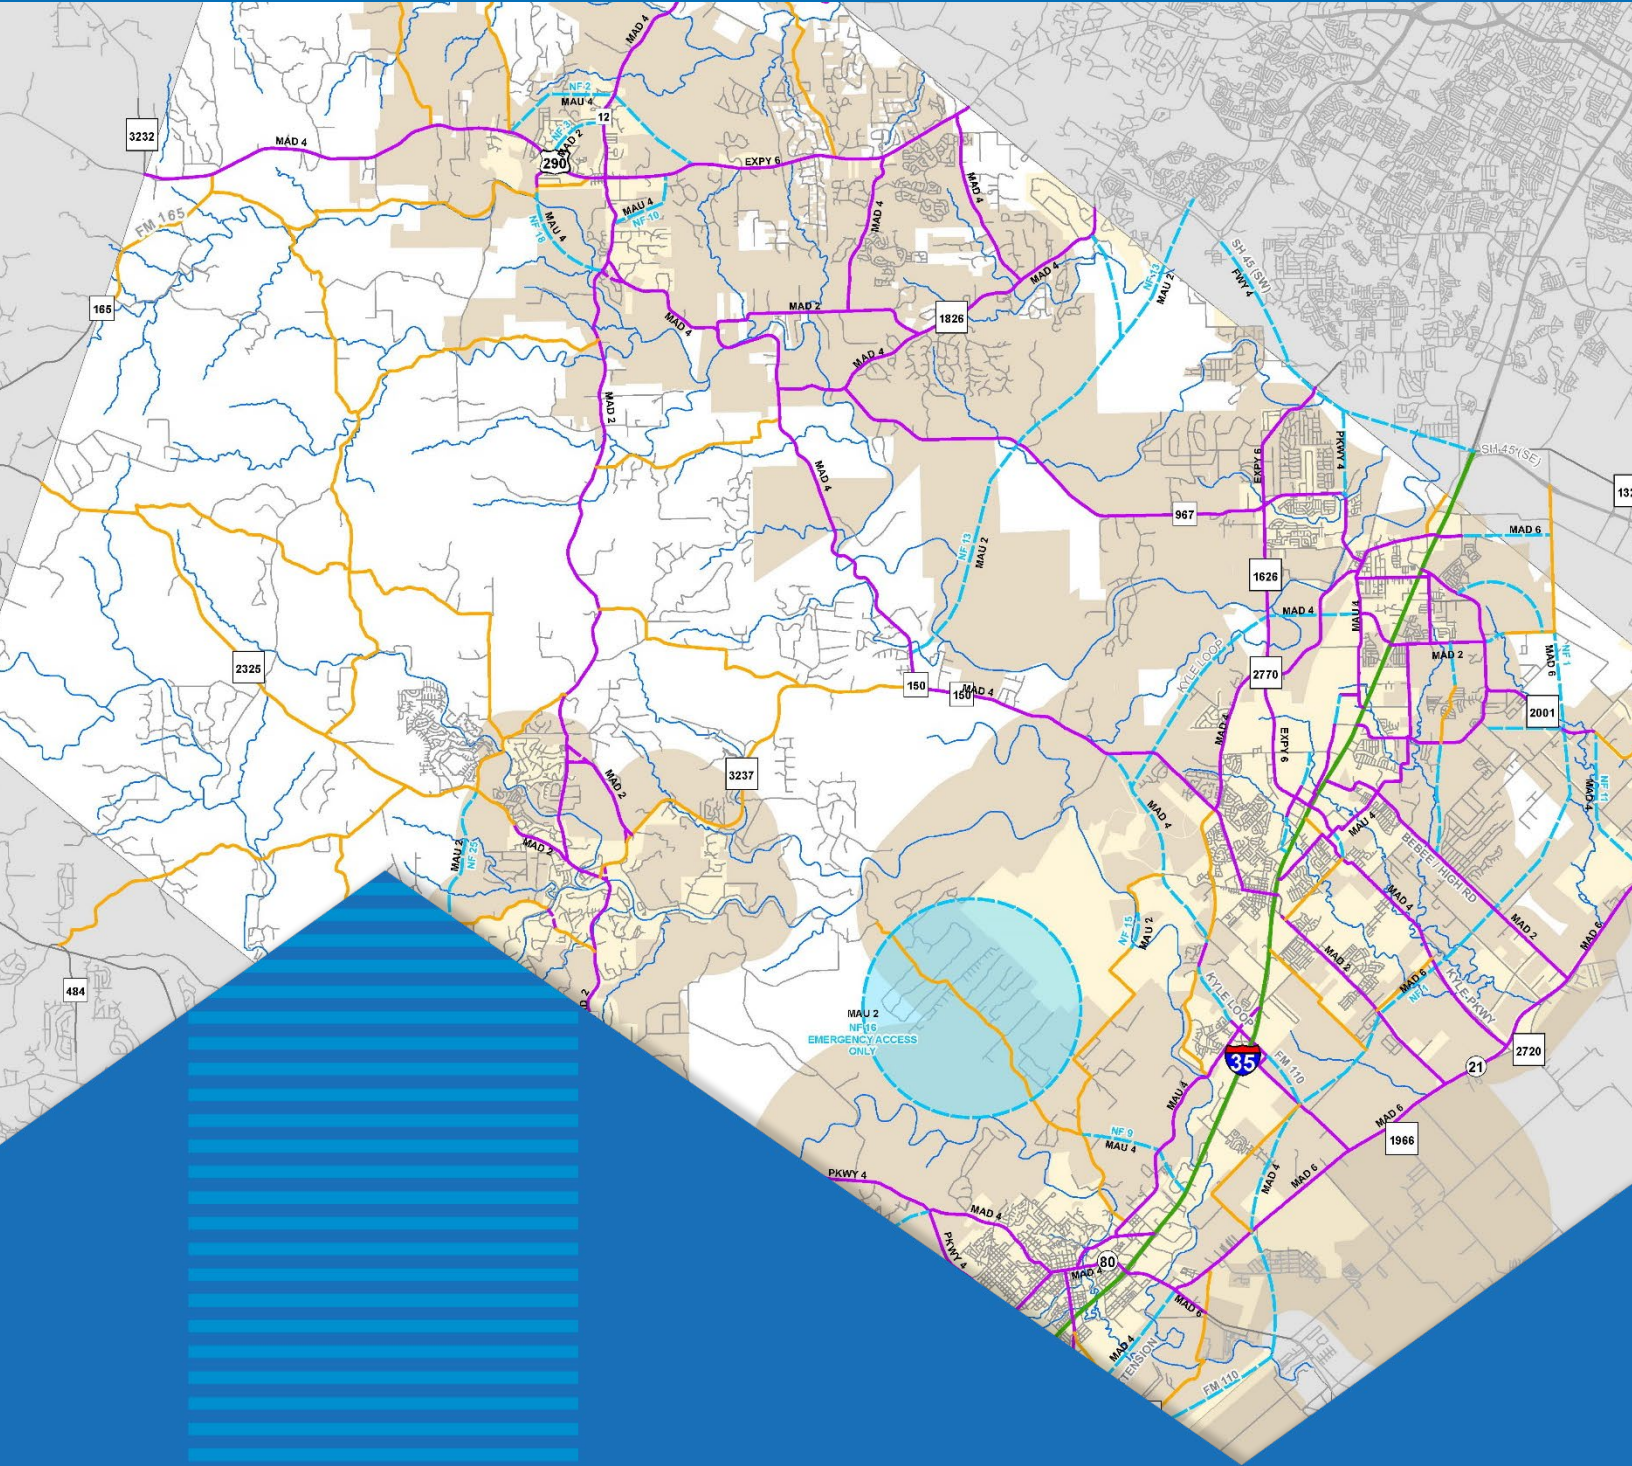 MAD 4
NF 2
MAU 4
12
NF 3
MAD 2
3232
MAD 4
290
EXPY 6
MAD 4
MAD 4
FM 165
MAU 4
NF 10
MAU 4
NF 18
MAD 4
165
MAD 2
MAD 4
1826
MAD 4
NF 13
MAU 2
SH 45 (SW)
FWY 4
MAD 2
MAD 4
EXPY 6
PKWY 4
SH 45 (SE)
967
MAD 6
NF 13
MAU 2
1626
MAD 4
MAU 4
KYLE LOOP
2325
150
150
MAD 4
2770
MAD 2
MAD 6
NF 1
2001
MAD 4
EXPY 6
3237
MAD 2
MAD 4
MAD 4
NF 11
MAU 4
BEBEE HIGH RD
MAD 2
MAU 2
NF 25
MAD 4
MAD 2
MAD 6
NF 15
MAU 2
MAD 2
484
MAD 6
NF 1
KYLE PKWY
KYLE LOOP
MAU 2
NF 16
EMERGENCY ACCESS
ONLY
35
2720
21
FM 110
MAU 4
MAD 6
1966
NF 9
MAU 4
PKWY 4
MAD 4
MAD 6
MAD 4
PKWY 4
80
MAD 4
MAD 6
MAD 4
TENSION
FM 110